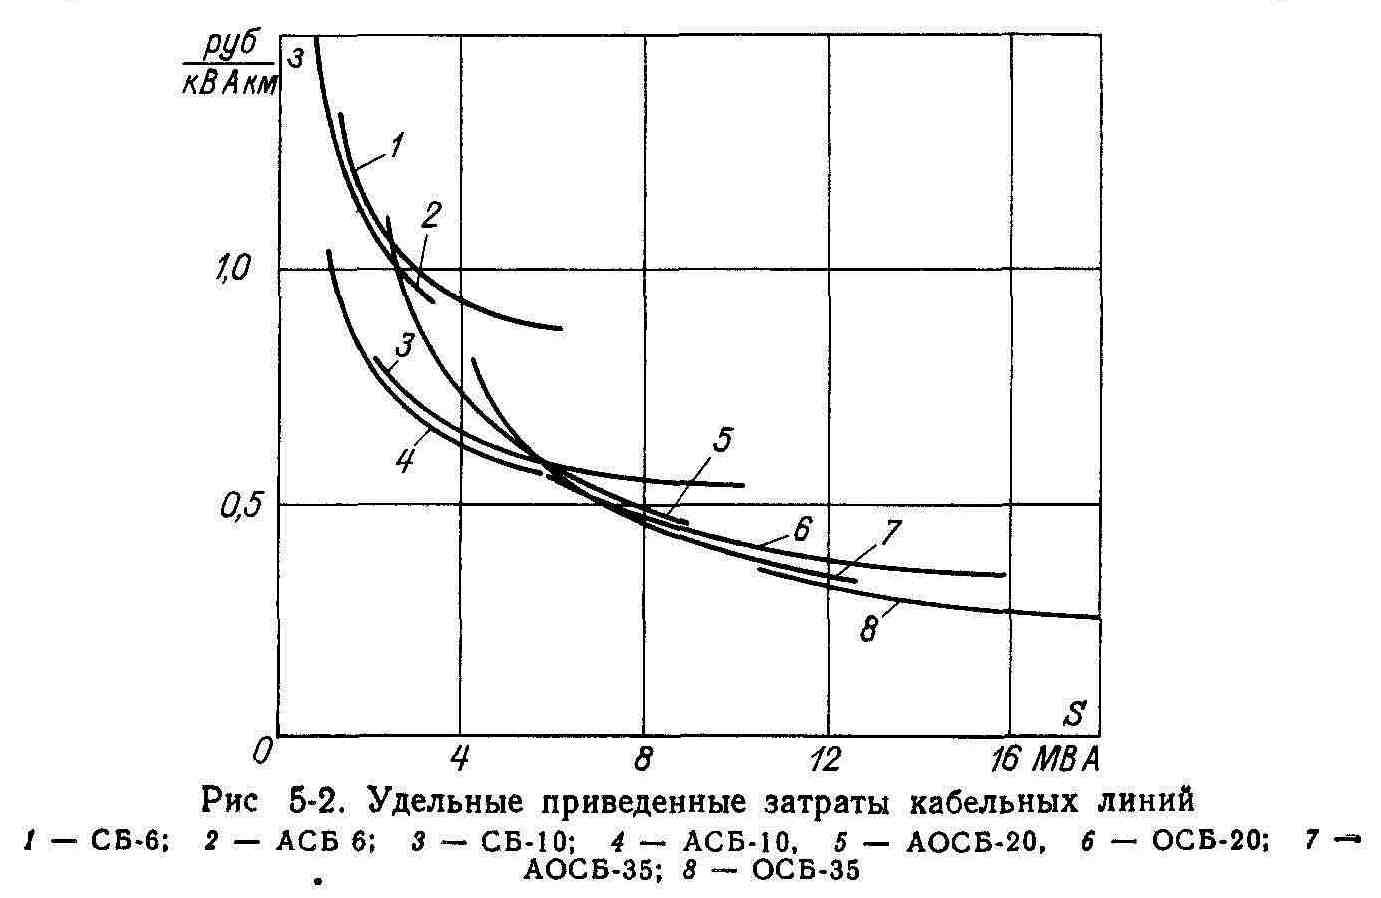 руб
кВ А км
З
1
2
1,0
3
4
5
0,5
6
7
8
S
0
4
8
12
16 МВ А
Рис 5-2. Удельные приведенные затраты кабельных линий
1 — СБ-6; 2 — АСБ 6; 3 — СБ-10; 4 — АСБ-10, 5 — АОСБ-20, 6 — ОСБ-20; 7 —
АОСБ-35; 8 — ОСБ-35